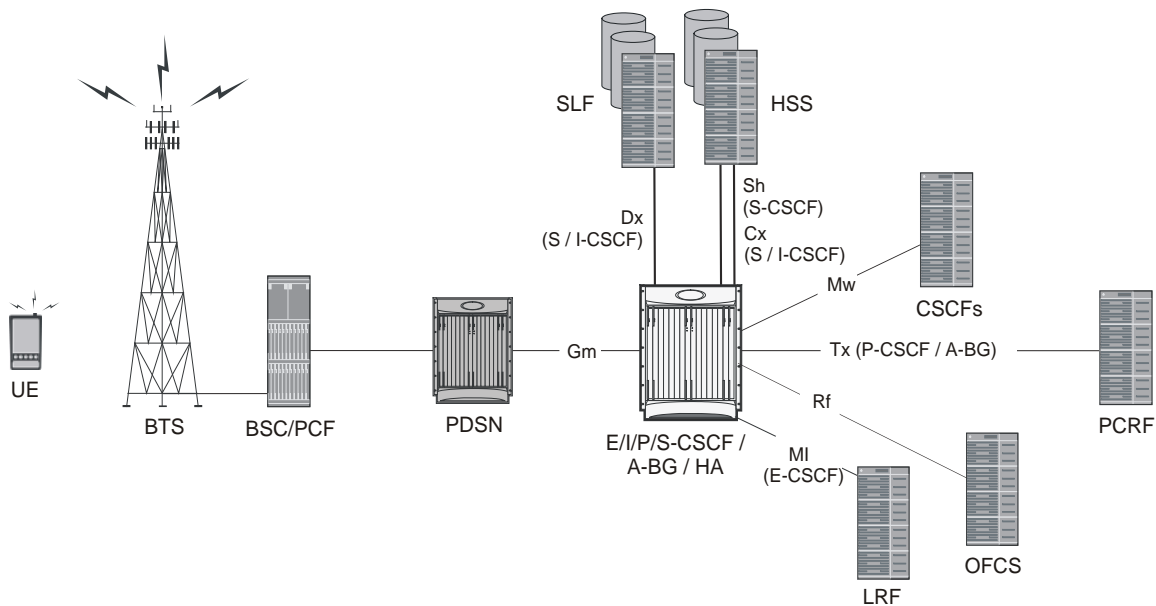 SLF
HSS
Sh
(S-CSCF)
Dx
(S / I-CSCF)
Cx
(S / I-CSCF)
Mw
CSCFs
Gm
Tx (P-CSCF / A-BG)
UE
BTS
BSC/PCF
PDSN
E/I/P/S-CSCF /
A-BG / HA
Rf
PCRF
MI
(E-CSCF)
OFCS
LRF